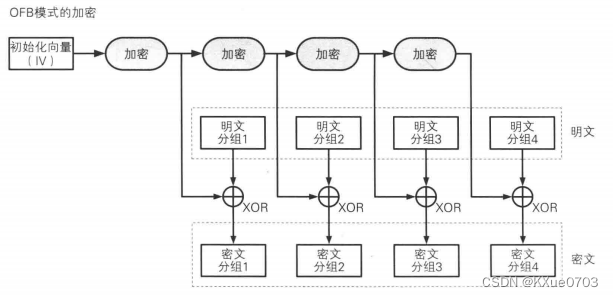 OFB模式的加密
初始化向量
（IV）
加密
加密
加密
加密
明文
分组1
明文
分组2
明文
分组3
明文
分组4
明文
XOR
XOR
XOR
XOR
密文
分组1
密文
分组2
密文
分组3
密文
分组4
密文
CSDN @KXue0703